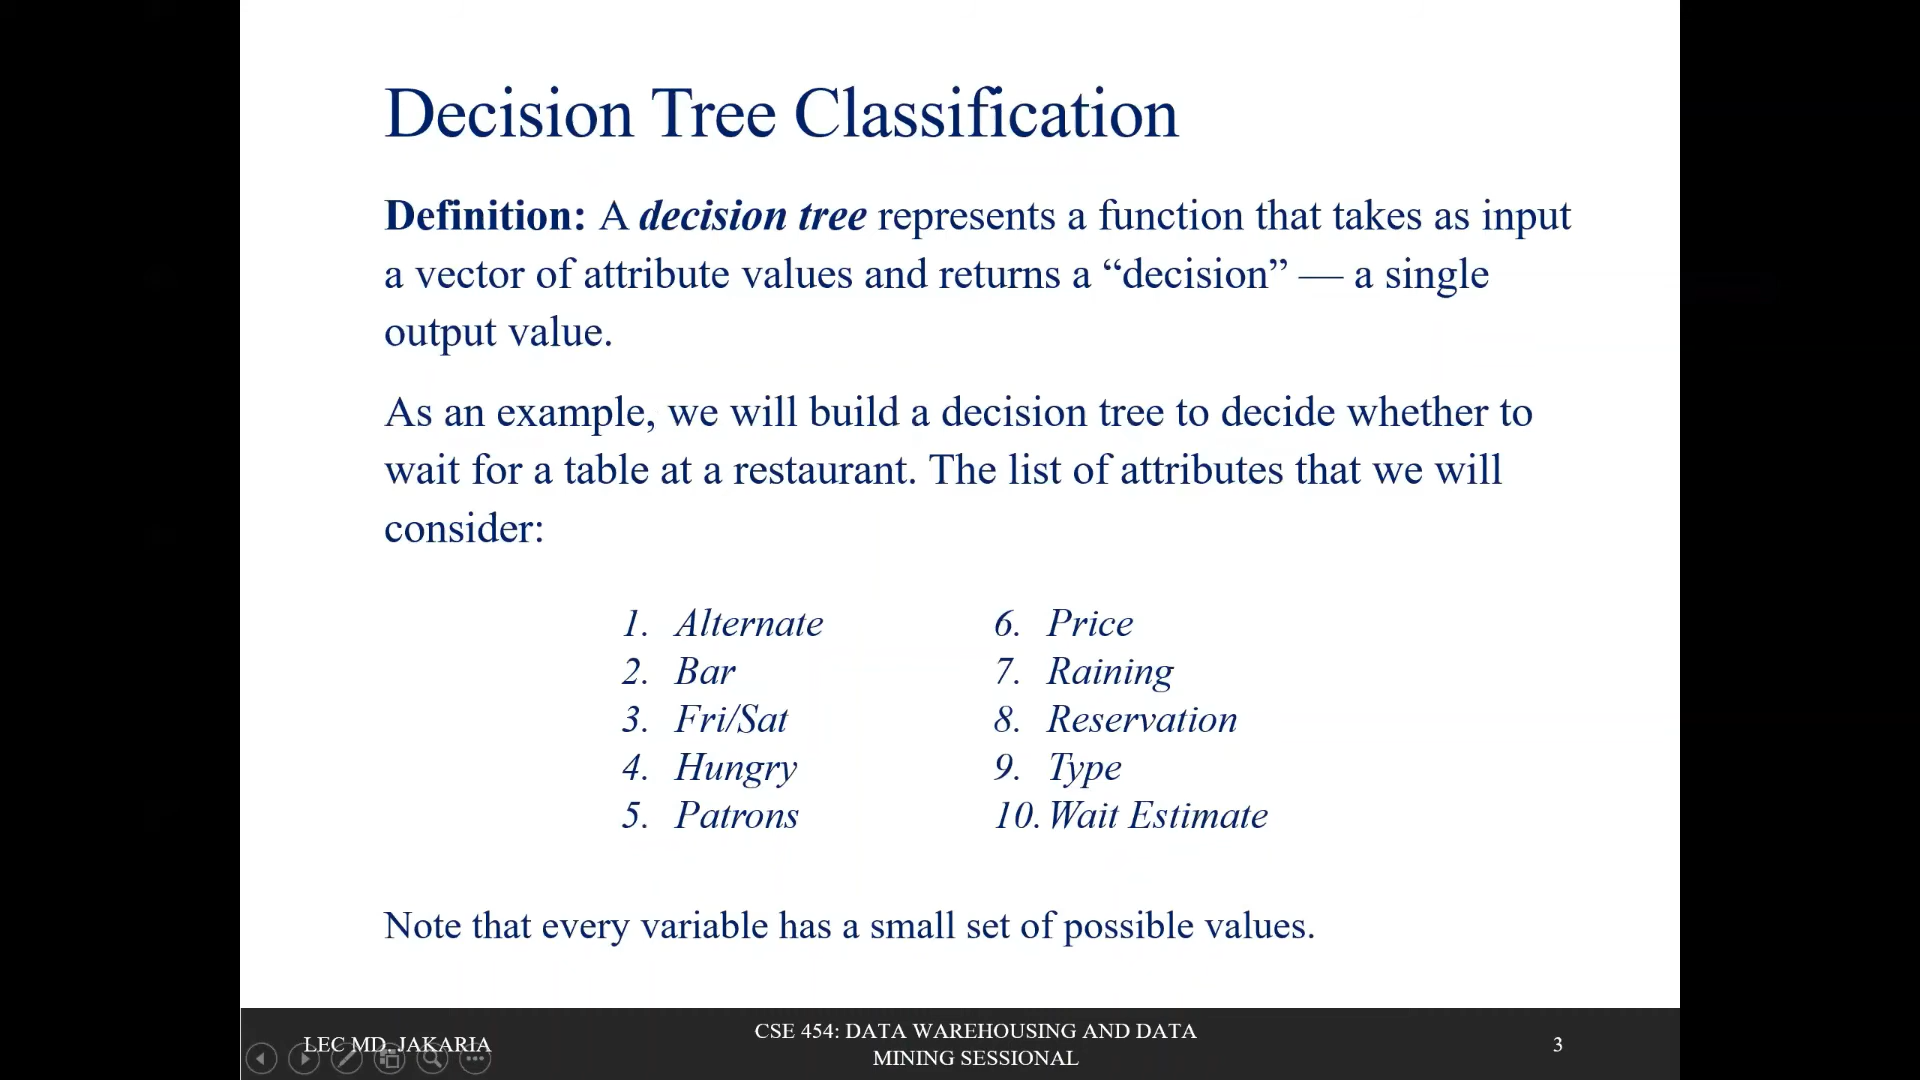 Decision Tree Classification
Definition: A decision tree represents a function that takes as input
a vector of attribute values and returns a “decision” — a single
output value.
As an example, we will build a decision tree to decide whether to
wait for a table at a restaurant. The list of attributes that we will
consider:
1. Alternate
2. Bar
3. Fri/Sat
4. Hungry
5. Patrons
6. Price
7. Raining
8. Reservation
9. Type
10. Wait Estimate
Note that every variable has a small set of possible values.
LEC MD. JAKARIA
CSE 454: DATA WAREHOUSING AND DATA
MINING SESSIONAL
3